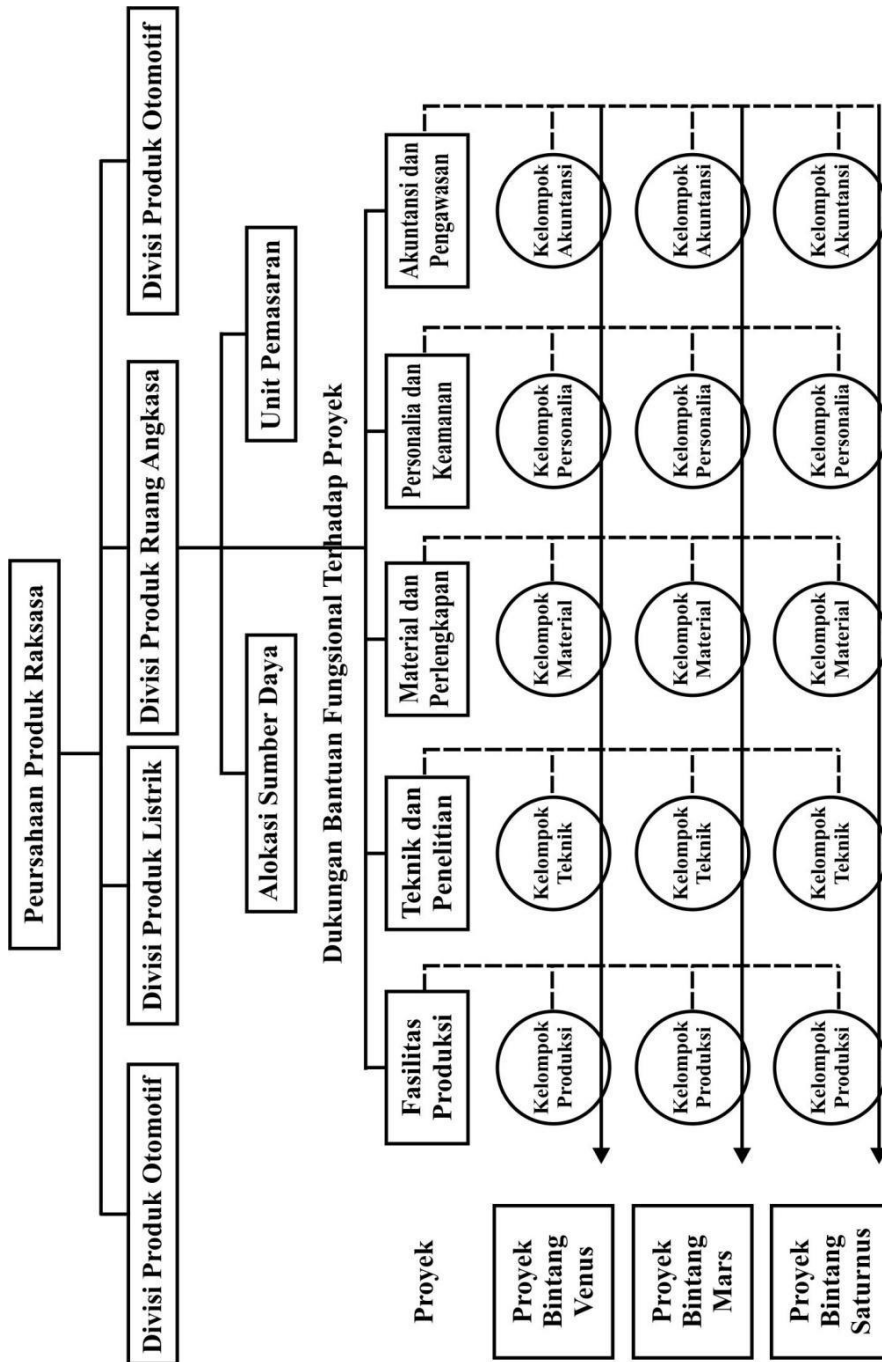 Peursahaan Produk Raksasa
Divisi Produk Otomotif
Divisi Produk Listrik
Divisi Produk Ruang Angkasa
Divisi Produk Otomotif
Alokasi Sumber Daya
Unit Pemasaran
Dukungan Bantuan Fungsional Terhadap Proyek
Proyek
Fasilitas
Produksi
Teknik dan
Penelitian
Material dan
Perlengkapan
Personalia dan
Keamanan
Akuntansi dan
Pengawasan
Proyek
Bintang
Venus
Kelompok
Produksi
Kelompok
Teknik
Kelompok
Material
Kelompok
Personalia
Kelompok
Akuntansi
Proyek
Bintang
Mars
Kelompok
Produksi
Kelompok
Teknik
Kelompok
Material
Kelompok
Personalia
Kelompok
Akuntansi
Proyek
Bintang
Saturnus
Kelompok
Produksi
Kelompok
Teknik
Kelompok
Material
Kelompok
Personalia
Kelompok
Akuntansi